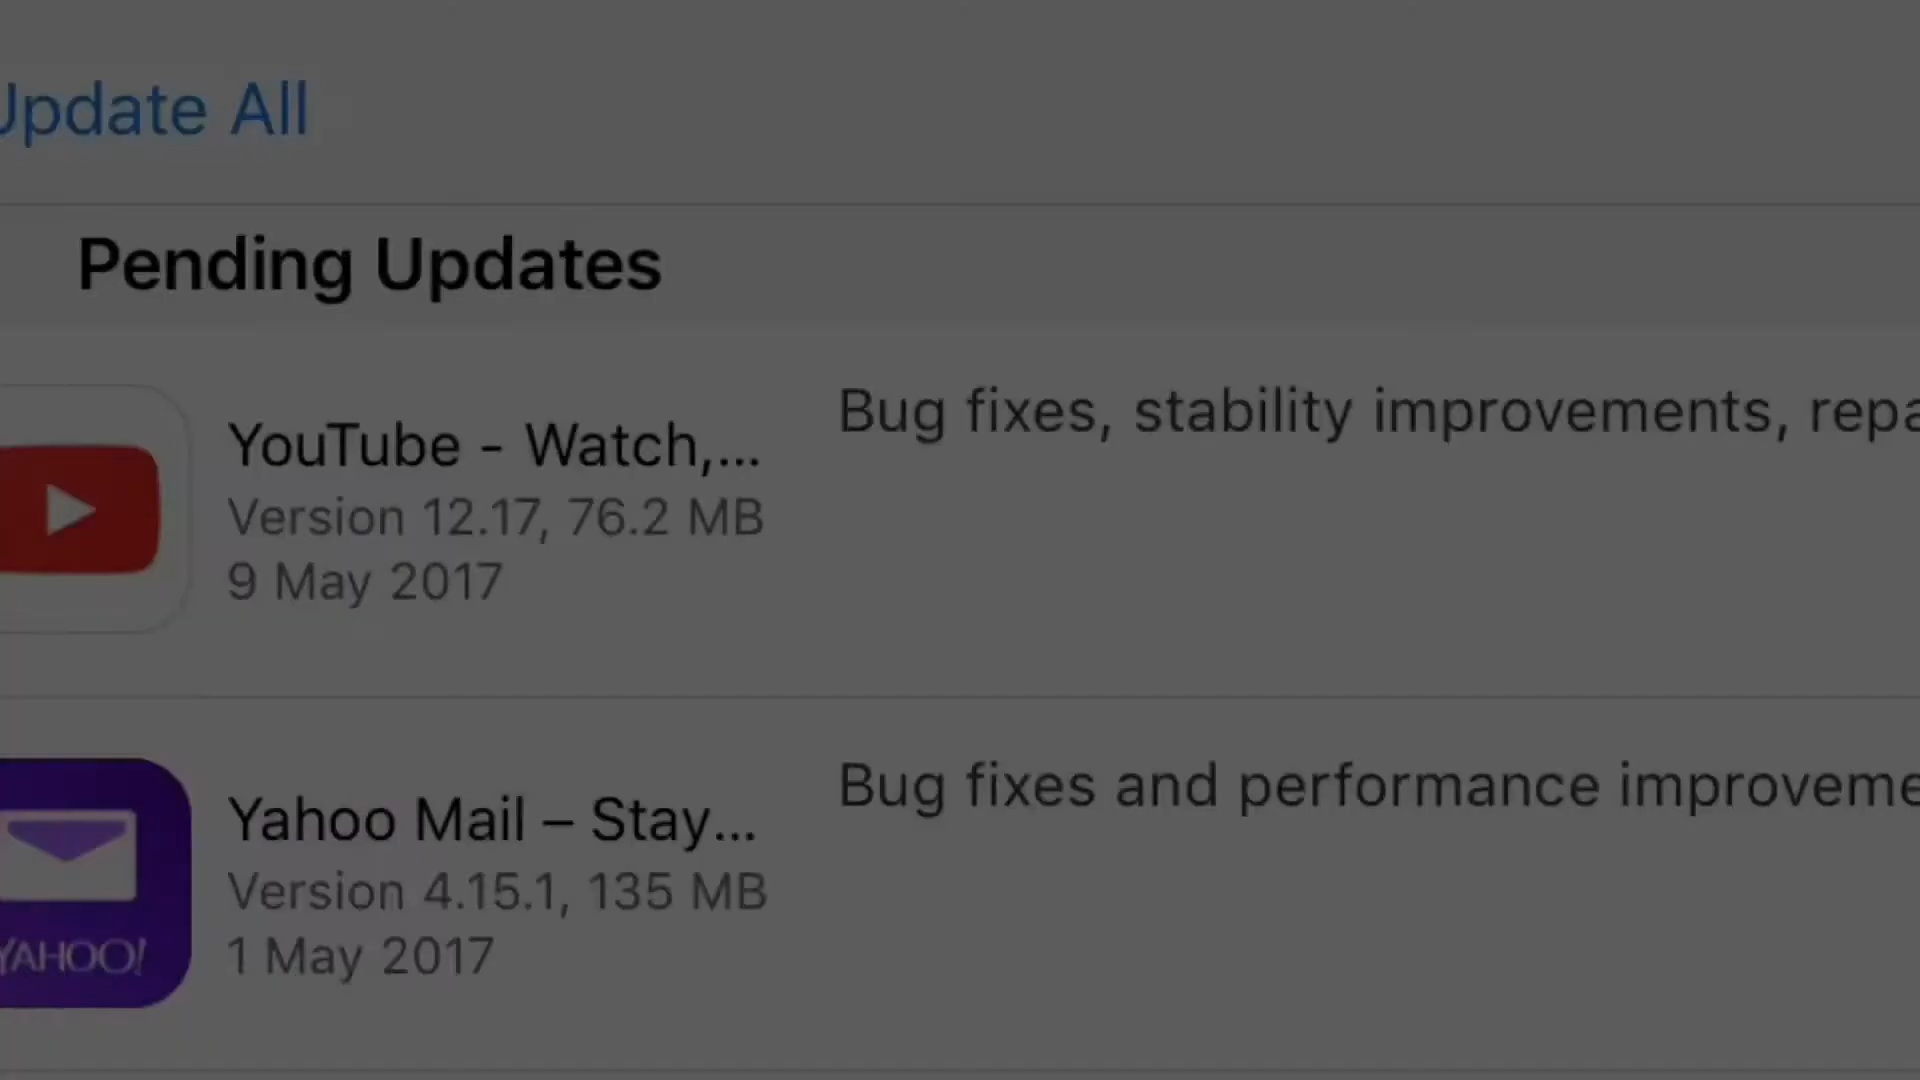 Update All
Pending Updates
YouTube - Watch,...
Version 12.17, 76.2 MB
9 May 2017
Bug fixes, stability improvements, repa
Yahoo Mail – Stay...
Version 4.15.1, 135 MB
1 May 2017
Bug fixes and performance improveme
YAHOO!